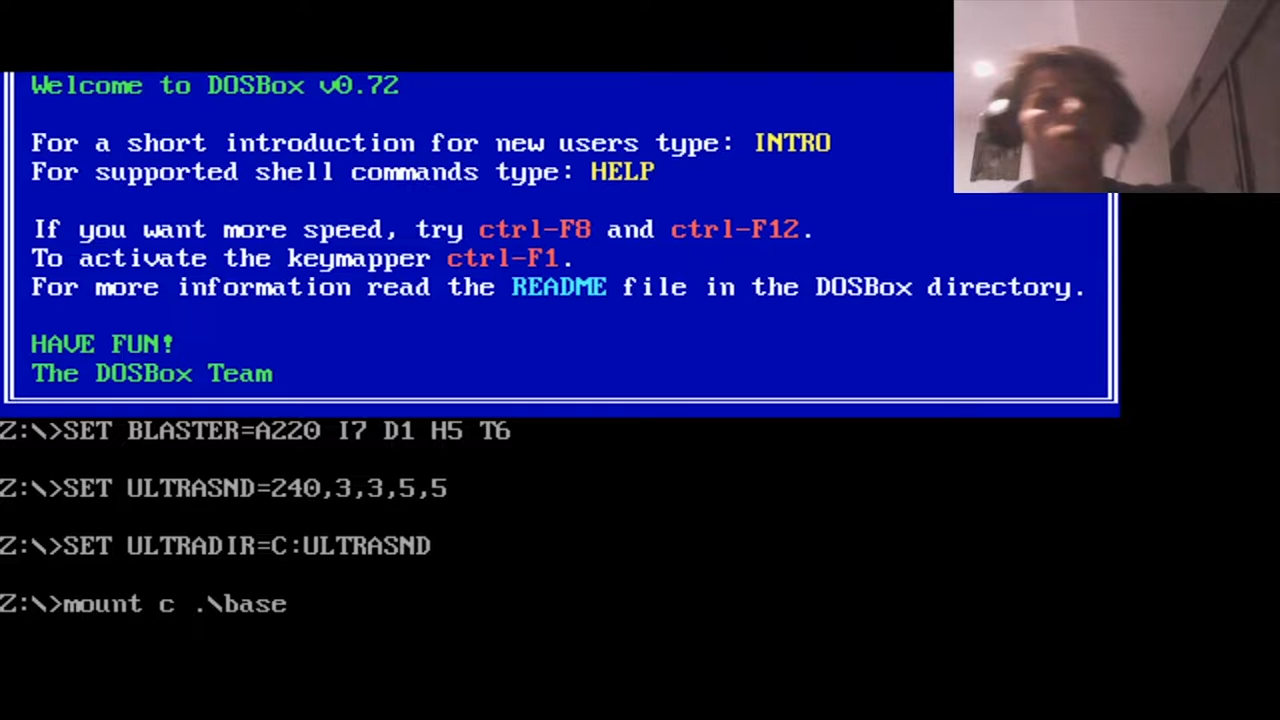 Welcome to DOSBox v0.72
For a short introduction for new users type: INTRO
For supported shell commands type: HELP
If you want more speed, try ctrl-F8 and ctrl-F12.
To activate the keymapper ctrl-F1.
For more information read the README file in the DOSBox directory.
HAVE FUN!
The DOSBox Team
Z:\>SET BLASTER=A220 I7 D1 H5 T6
Z:\>SET ULTRASND=240,3,3,5,5
Z:\>SET ULTRADIR=C:ULTRASND
Z:\>mount c .\base